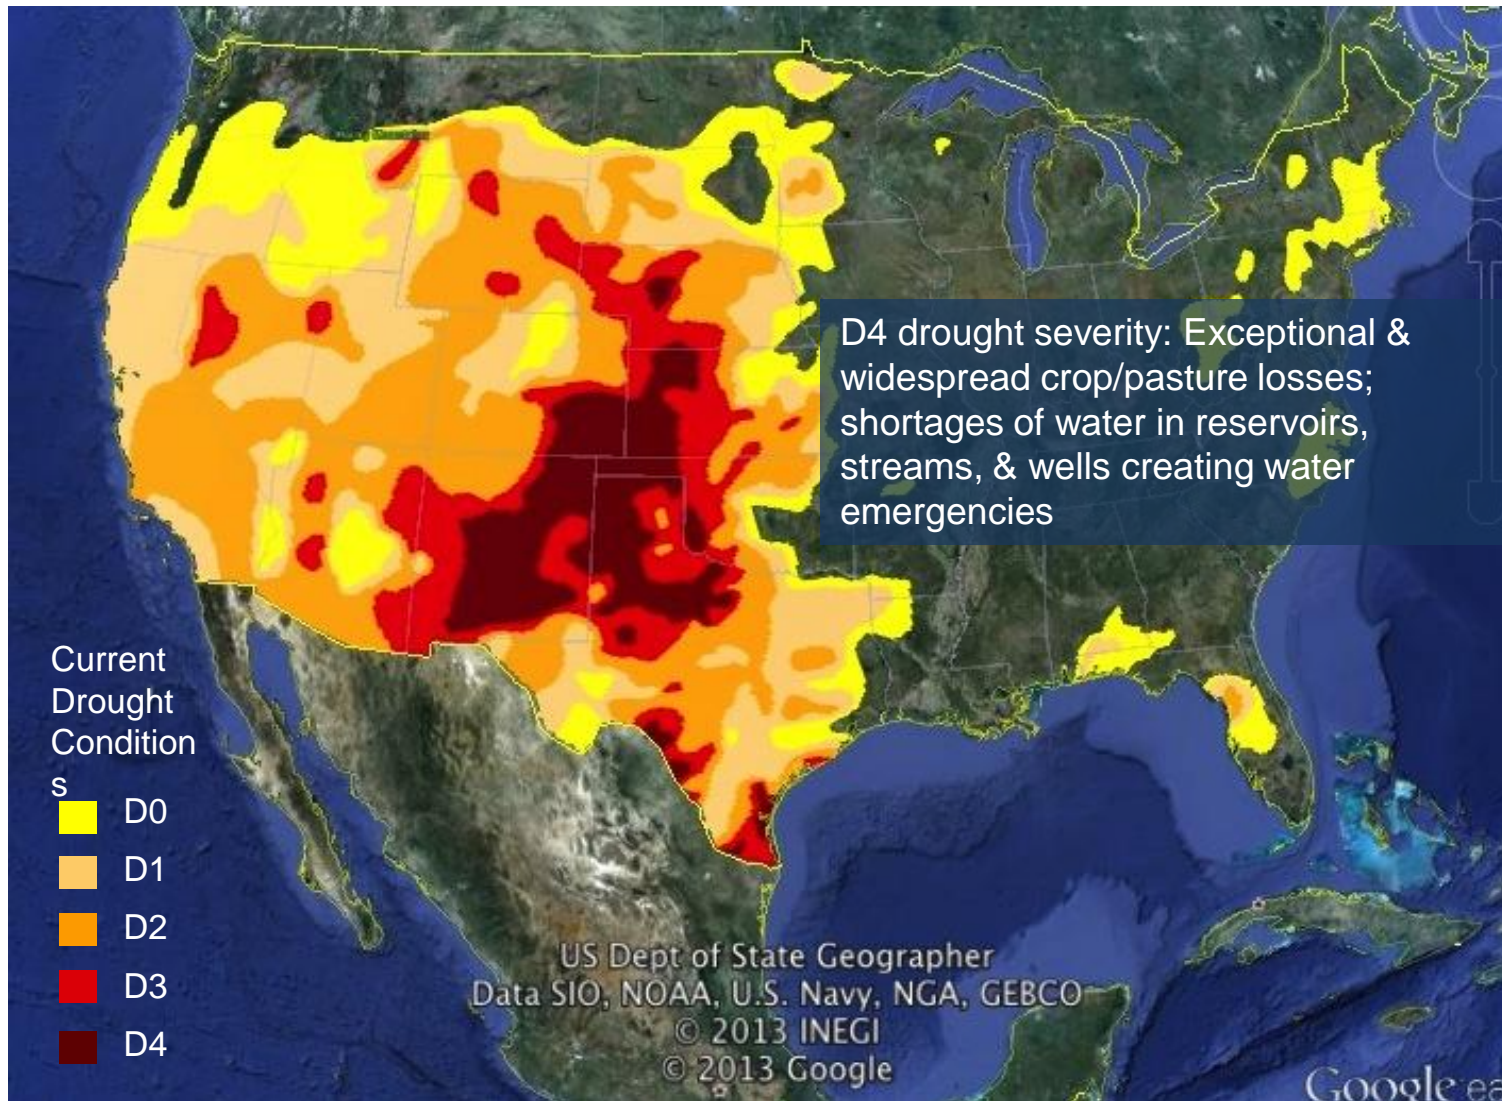 D4 drought severity: Exceptional &
widespread crop/pasture losses;
shortages of water in reservoirs,
streams, & wells creating water
emergencies
Current
Drought
Condition
s
D0
D1
D2
D3
D4
US Dept of State Geographer
Data SIO, NOAA, U.S. Navy, NGA, GEBCO
© 2013 INEGI
© 2013 Google
Google ea